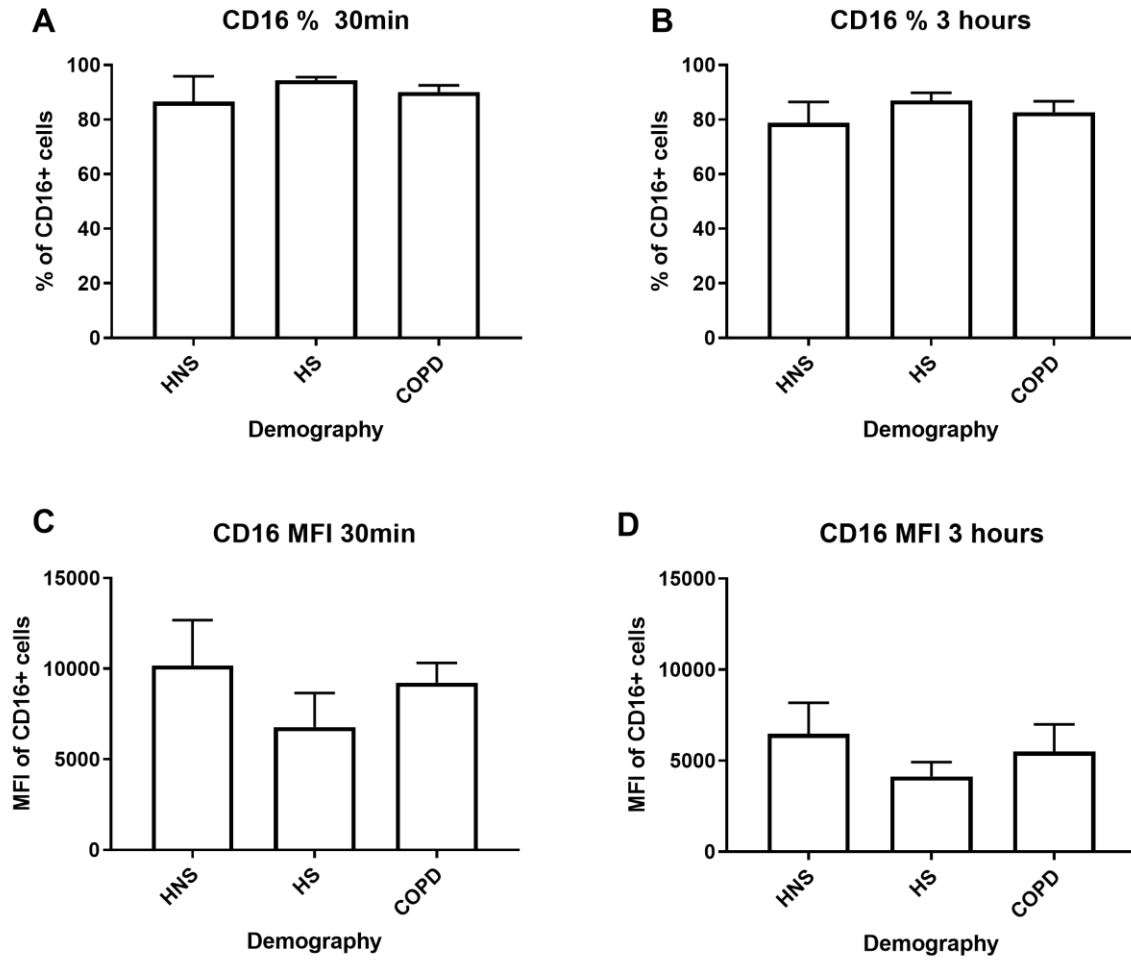 A
CD16 %  30min
% of CD16+ cells
100
80
60
40
20
0
HNS
HS
COPD
Demography
B
CD16 % 3 hours
% of CD16+ cells
100
80
60
40
20
0
HNS
HS
COPD
Demography
C
CD16 MFI 30min
MFI of CD16+ cells
15000
10000
5000
0
HNS
HS
COPD
Demography
D
CD16 MFI 3 hours
MFI of CD16+ cells
15000
10000
5000
0
HNS
HS
COPD
Demography